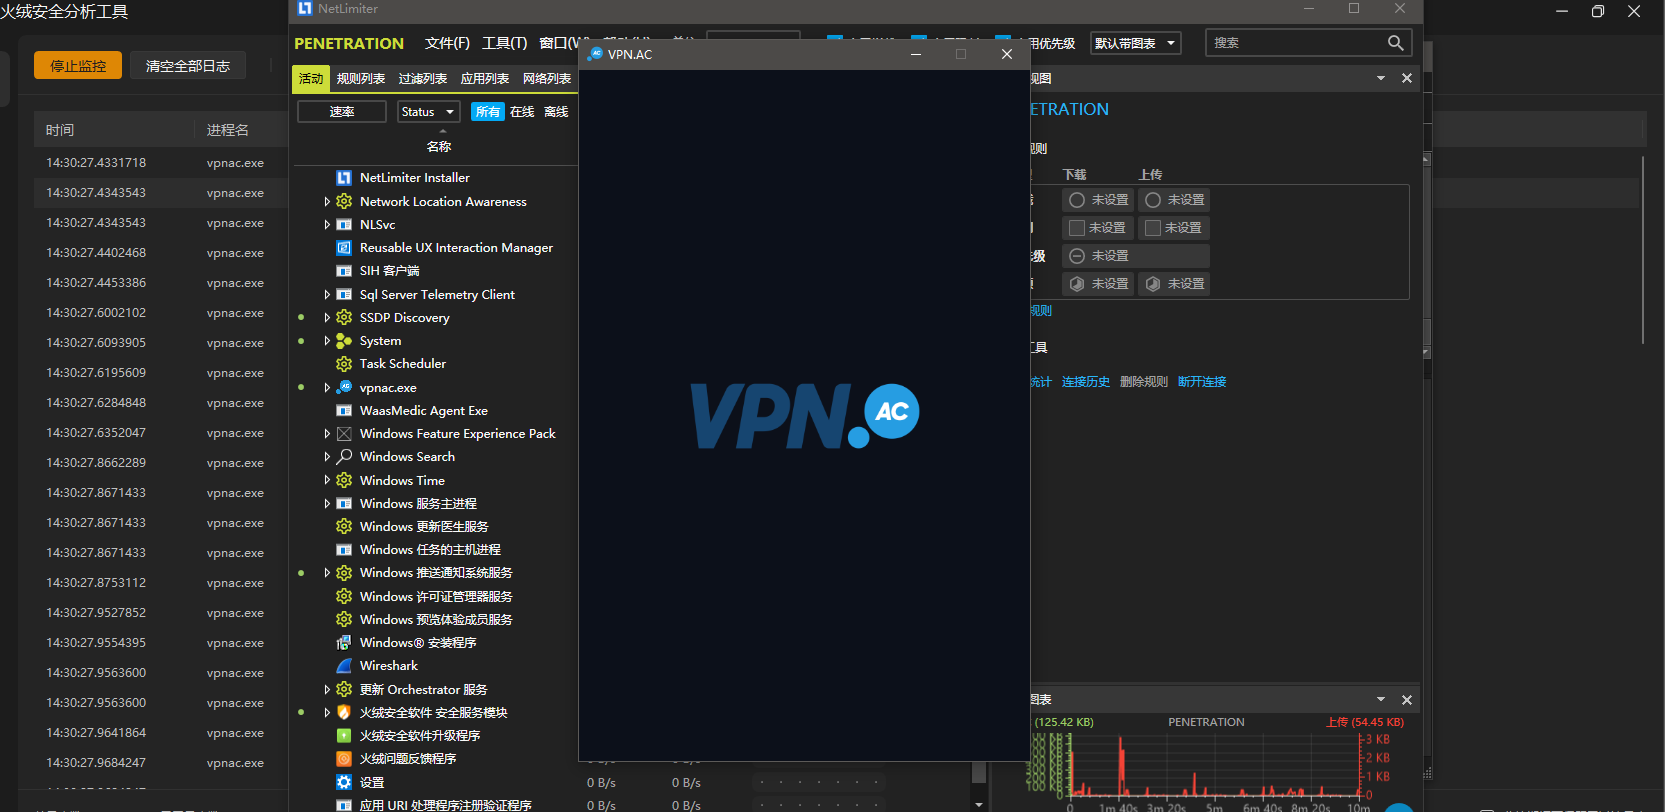 火绒安全分析工具
停止监控
清空全部日志
时间
进程名
14:30:27.4331718 vpnac.exe
14:30:27.4343543 vpnac.exe
14:30:27.4343543 vpnac.exe
14:30:27.4402468 vpnac.exe
14:30:27.4453386 vpnac.exe
14:30:27.6002102 vpnac.exe
14:30:27.6093905 vpnac.exe
14:30:27.6195609 vpnac.exe
14:30:27.6284848 vpnac.exe
14:30:27.6352047 vpnac.exe
14:30:27.8662289 vpnac.exe
14:30:27.8671433 vpnac.exe
14:30:27.8671433 vpnac.exe
14:30:27.8671433 vpnac.exe
14:30:27.8753112 vpnac.exe
14:30:27.9527852 vpnac.exe
14:30:27.9554395 vpnac.exe
14:30:27.9563600 vpnac.exe
14:30:27.9563600 vpnac.exe
14:30:27.9641864 vpnac.exe
14:30:27.9684247 vpnac.exe
NetLimiter
PENETRATION 文件(F) 工具(T) 窗口(W)
用优先级
默认带图表
搜索
活动 规则列表 过滤列表 应用列表 网络列表
速率 Status 所有 在线 离线
名称
NetLimiter Installer
Network Location Awareness
NLSvc
Reusable UX Interaction Manager
SIH 客户端
Sql Server Telemetry Client
SSDP Discovery
System
Task Scheduler
vpnac.exe
WaasMedic Agent Exe
Windows Feature Experience Pack
Windows Search
Windows Time
Windows 服务主进程
Windows 更新医生服务
Windows 任务的主机进程
Windows 推送通知系统服务
Windows 许可证管理器服务
Windows 预览体验成员服务
Windows® 安装程序
Wireshark
更新 Orchestrator 服务
火绒安全软件 安全服务模块
火绒安全软件升级程序
火绒问题反馈程序
设置
0 B/s 0 B/s
应用 URI 处理程序注册验证程序
0 B/s 0 B/s
VPN.AC
VPN. AC
视图
ETRATION
规则
下载 上传
未设置 未设置
未设置 未设置
级 未设置
未设置 未设置
规则
工具
统计 连接历史 删除规则 断开连接
图表
(125.42 KB) PENETRATION 上传 (54.45 KB)
3 KB
2 KB
1 KB
0
0 1m 40s 3m 20s 5m 6m 40s 8m 20s 10m